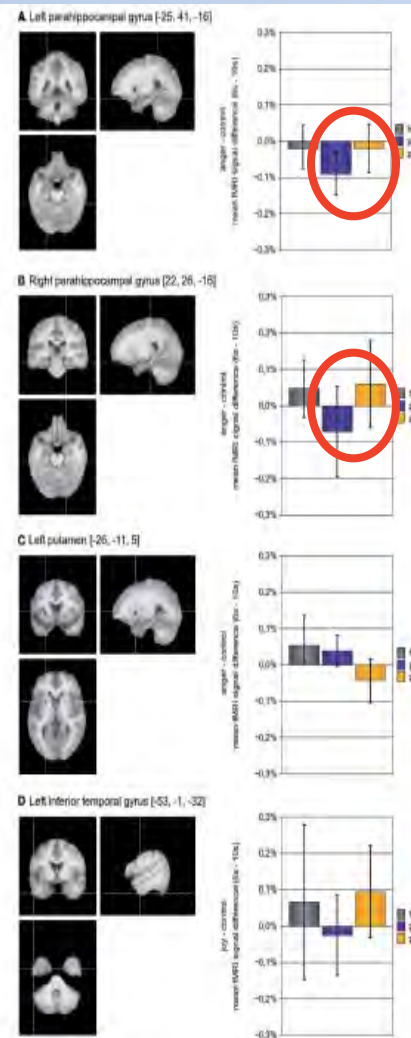 A Left parahippocampal gyrus [-25, 41, -16]
0,3%
0,2%
0,1%
0,0%
-0,1%
-0,2%
-0,3%
anger - control
mean fMRI signal difference (6s - 10s)
B Right parahippocampal gyrus [22, 26, -16]
0,3%
0,2%
0,1%
0,0%
-0,1%
-0,2%
-0,3%
anger - control
mean fMRI signal difference (6s - 10s)
C Left putamen [-26, -11, 5]
0,3%
0,2%
0,1%
0,0%
-0,1%
-0,2%
-0,3%
anger - control
mean fMRI signal difference (6s - 10s)
D Left inferior temporal gyrus [-53, -1, -32]
0,3%
0,2%
0,1%
0,0%
-0,1%
-0,2%
-0,3%
joy - control
mean fMRI signal difference (6s - 10s)